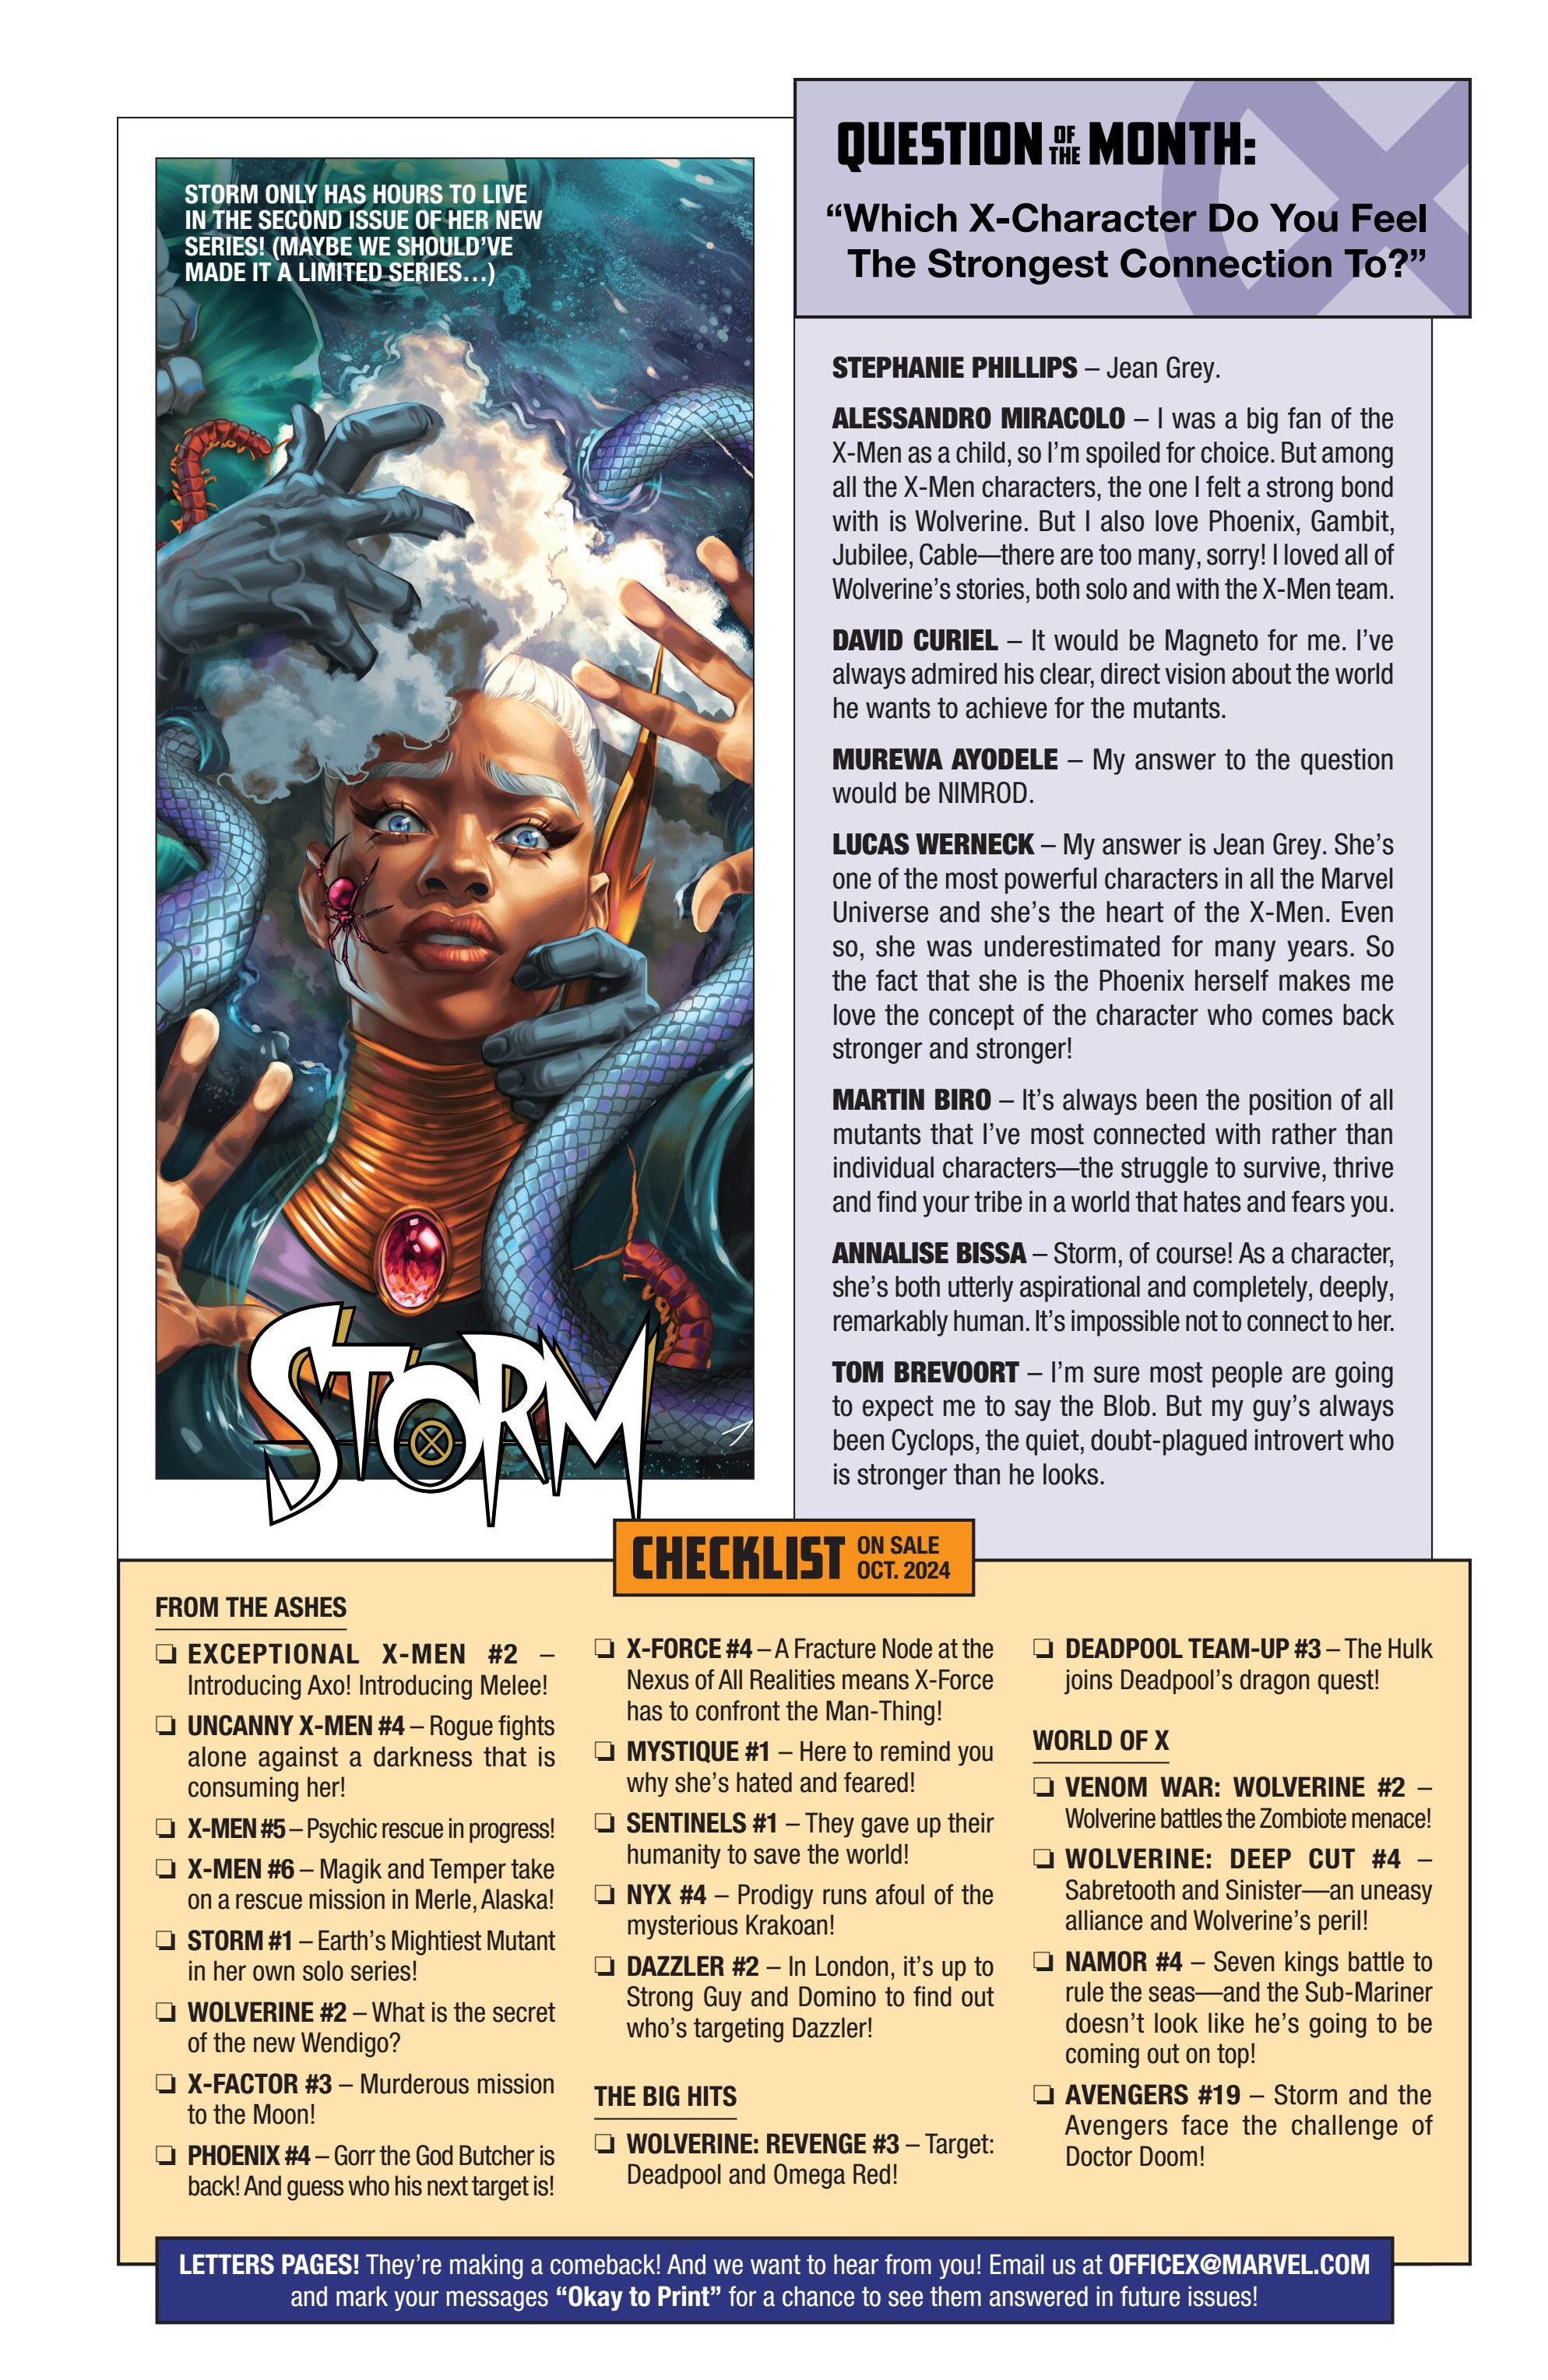 STORM ONLY HAS HOURS TO LIVE
IN THE SECOND ISSUE OF HER NEW
SERIES! (MAYBE WE SHOULD’VE
MADE IT A LIMITED SERIES…)
STORM
QUESTION OF THE MONTH:
“Which X-Character Do You Feel
The Strongest Connection To?”
STEPHANIE PHILLIPS – Jean Grey.
ALESSANDRO MIRACOLO – I was a big fan of the
X-Men as a child, so I’m spoiled for choice. But among
all the X-Men characters, the one I felt a strong bond
with is Wolverine. But I also love Phoenix, Gambit,
Jubilee, Cable—there are too many, sorry! I loved all of
Wolverine’s stories, both solo and with the X-Men team.
DAVID CURIEL – It would be Magneto for me. I’ve
always admired his clear, direct vision about the world
he wants to achieve for the mutants.
MUREWA AYODELE – My answer to the question
would be NIMROD.
LUCAS WERNECK – My answer is Jean Grey. She’s
one of the most powerful characters in all the Marvel
Universe and she’s the heart of the X-Men. Even
so, she was underestimated for many years. So
the fact that she is the Phoenix herself makes me
love the concept of the character who comes back
stronger and stronger!
MARTIN BIRO – It’s always been the position of all
mutants that I’ve most connected with rather than
individual characters—the struggle to survive, thrive
and find your tribe in a world that hates and fears you.
ANNALISE BISSA – Storm, of course! As a character,
she’s both utterly aspirational and completely, deeply,
remarkably human. It’s impossible not to connect to her.
TOM BREVOORT – I’m sure most people are going
to expect me to say the Blob. But my guy’s always
been Cyclops, the quiet, doubt-plagued introvert who
is stronger than he looks.
CHECKLIST ON SALE
OCT. 2024
FROM THE ASHES
❏ EXCEPTIONAL X-MEN #2 –
Introducing Axo! Introducing Melee!
❏ UNCANNY X-MEN #4 – Rogue fights
alone against a darkness that is
consuming her!
❏ X-MEN #5 – Psychic rescue in progress!
❏ X-MEN #6 – Magik and Temper take
on a rescue mission in Merle, Alaska!
❏ STORM #1 – Earth’s Mightiest Mutant
in her own solo series!
❏ WOLVERINE #2 – What is the secret
of the new Wendigo?
❏ X-FACTOR #3 – Murderous mission
to the Moon!
❏ PHOENIX #4 – Gorr the God Butcher is
back! And guess who his next target is!
❏ X-FORCE #4 – A Fracture Node at the
Nexus of All Realities means X-Force
has to confront the Man-Thing!
❏ MYSTIQUE #1 – Here to remind you
why she’s hated and feared!
❏ SENTINELS #1 – They gave up their
humanity to save the world!
❏ NYX #4 – Prodigy runs afoul of the
mysterious Krakoan!
❏ DAZZLER #2 – In London, it’s up to
Strong Guy and Domino to find out
who’s targeting Dazzler!
THE BIG HITS
❏ WOLVERINE: REVENGE #3 – Target:
Deadpool and Omega Red!
❏ DEADPOOL TEAM-UP #3 – The Hulk
joins Deadpool’s dragon quest!
WORLD OF X
❏ VENOM WAR: WOLVERINE #2 –
Wolverine battles the Zombiote menace!
❏ WOLVERINE: DEEP CUT #4 –
Sabretooth and Sinister—an uneasy
alliance and Wolverine’s peril!
❏ NAMOR #4 – Seven kings battle to
rule the seas—and the Sub-Mariner
doesn’t look like he’s going to be
coming out on top!
❏ AVENGERS #19 – Storm and the
Avengers face the challenge of
Doctor Doom!
LETTERS PAGES! They’re making a comeback! And we want to hear from you! Email us at OFFICEX@MARVEL.COM
and mark your messages “Okay to Print” for a chance to see them answered in future issues!